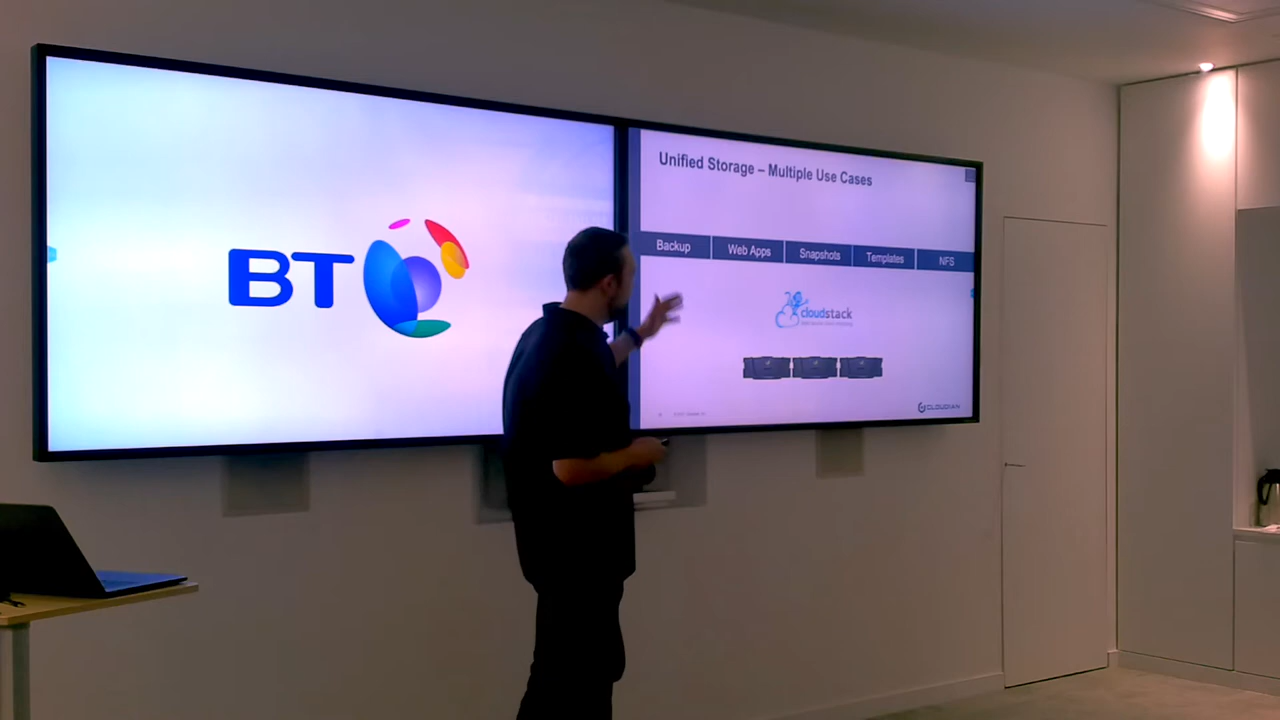 BT
Unified Storage – Multiple Use Cases
Backup Web Apps Snapshots Templates NFS
cloudstack
CLOUDIAN